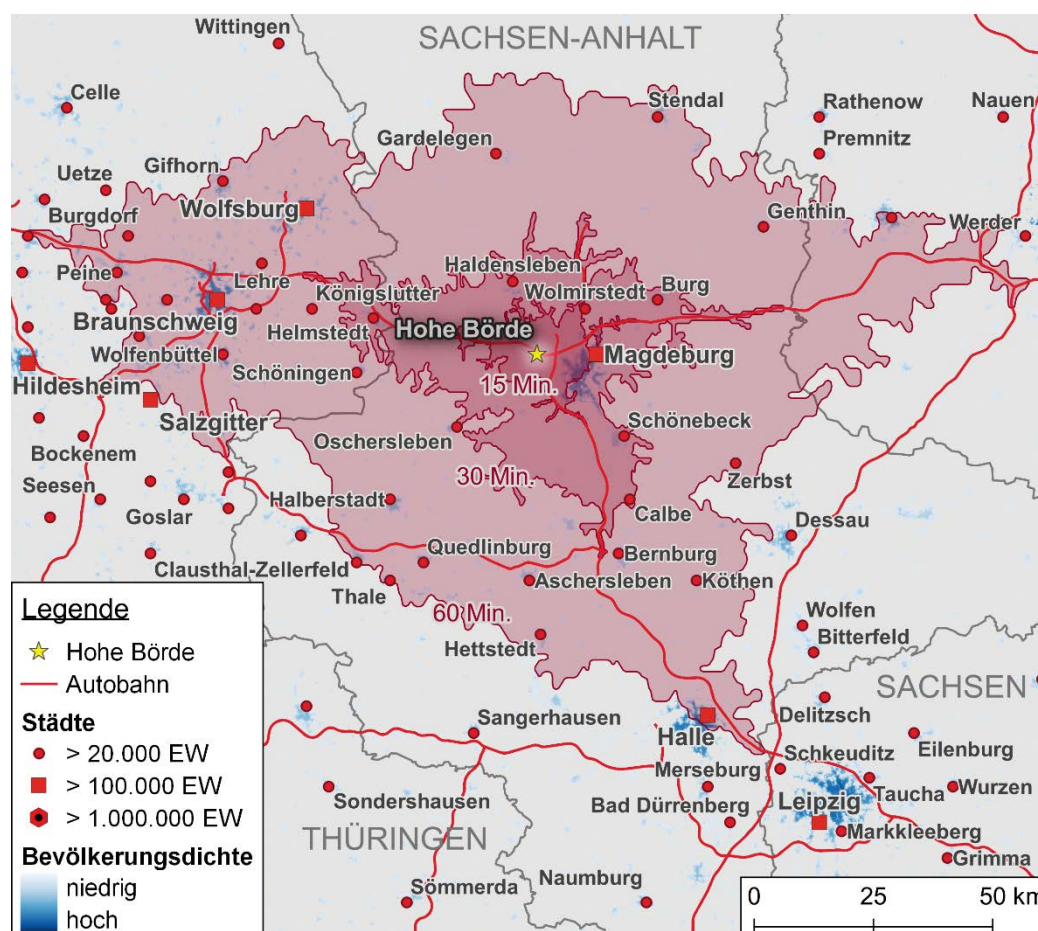 Wittingen
SACHSEN-ANHALT
Celle
Stendal
Rathenow
Nauen
Gardelegen
Premnitz
Gifhorn
Uetze
Wolfsburg
Burgdorf
Genthin
Werder
Peine
Lehre
Haldensleben
Königslutter
Wolmirstedt
Burg
Braunschweig
Helmstedt
Hohe Börde
Wolfenbüttel
Magdeburg
Hildesheim
Schöningen
15 Min.
Salzgitter
Oschersleben
Schönebeck
Bockenem
Seesen
30 Min.
Zerbst
Halberstadt
Goslar
Calbe
Dessau
Quedlinburg
Bernburg
Clausthal-Zellerfeld
Aschersleben
Köthen
Thale
60 Min.
Wolfen
Hettstedt
Bitterfeld
SACHSEN
Delitzsch
Sangerhausen
Halle
Eilenburg
Schkeuditz
Merseburg
Sondershausen
Bad Dürrenberg
Leipzig
Taucha
Wurzen
THÜRINGEN
Markkleeberg
Grimma
Sömmerda
Naumburg
Legende
Hohe Börde
Autobahn
Städte
> 20.000 EW
> 100.000 EW
> 1.000.000 EW
Bevölkerungsdichte
niedrig
hoch
0 25 50 km